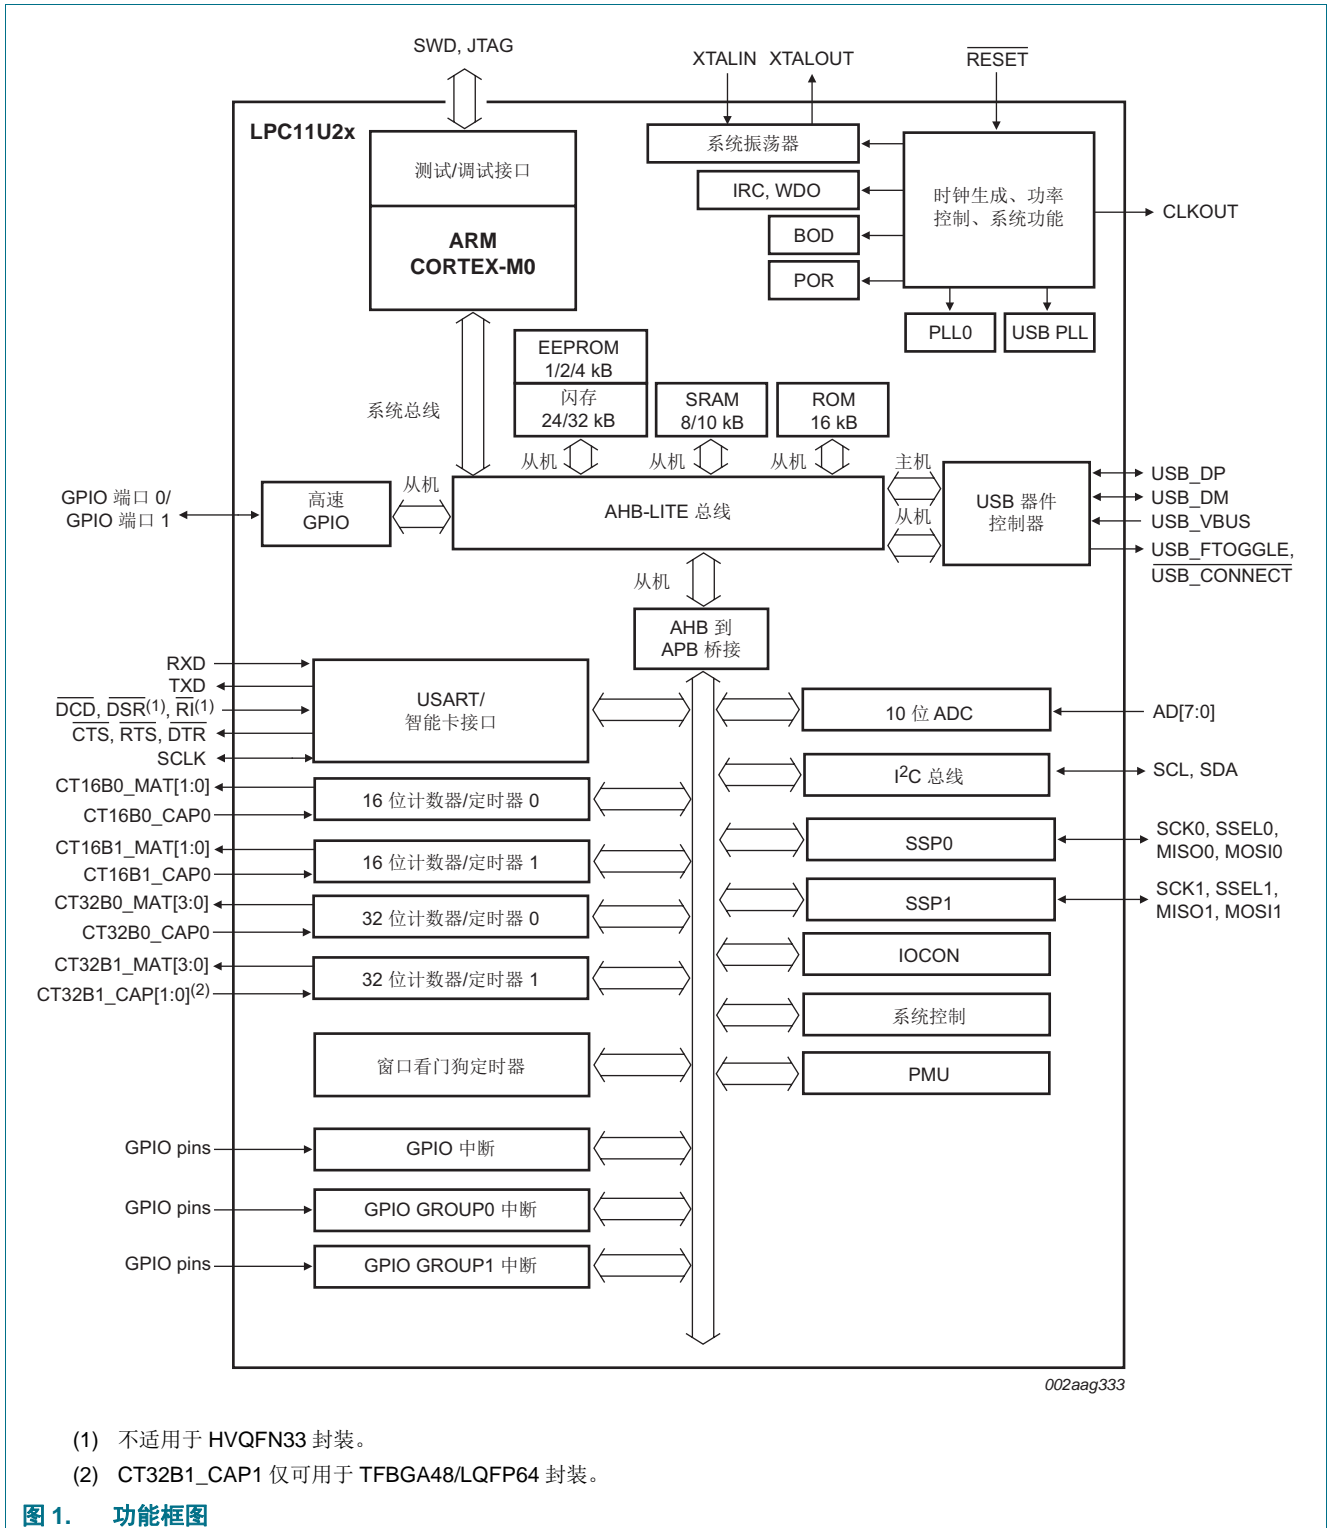 SWD, JTAG
XTALIN XTALOUT
RESET
LPC11U2x
测试/调试接口
ARM
CORTEX-M0
系统振荡器
IRC, WDO
BOD
POR
时钟生成、功率
控制、系统功能
CLKOUT
PLL0
USB PLL
EEPROM
1/2/4 kB
闪存
24/32 kB
SRAM
8/10 kB
ROM
16 kB
系统总线
从机
从机
从机
主机
从机
从机
GPIO 端口 0/
GPIO 端口 1
高速
GPIO
AHB-LITE 总线
USB 器件
控制器
USB_DP
USB_DM
USB_VBUS
USB_FTOGGLE,
USB_CONNECT
从机
AHB 到
APB 桥接
RXD
TXD
DCD, DSR(1), RI(1)
CTS, RTS, DTR
SCLK
USART/
智能卡接口
CT16B0_MAT[1:0]
CT16B0_CAP0
16 位计数器/定时器 0
CT16B1_MAT[1:0]
CT16B1_CAP0
16 位计数器/定时器 1
CT32B0_MAT[3:0]
CT32B0_CAP0
32 位计数器/定时器 0
CT32B1_MAT[3:0]
CT32B1_CAP[1:0](2)
32 位计数器/定时器 1
窗口看门狗定时器
GPIO pins
GPIO 中断
GPIO pins
GPIO GROUP0 中断
GPIO pins
GPIO GROUP1 中断
10 位 ADC
AD[7:0]
I2C 总线
SCL, SDA
SSP0
SCK0, SSEL0,
MISO0, MOSI0
SSP1
SCK1, SSEL1,
MISO1, MOSI1
IOCON
系统控制
PMU
002aag333
(1) 不适用于 HVQFN33 封装。
(2) CT32B1_CAP1 仅可用于 TFBGA48/LQFP64 封装。
图 1. 功能框图